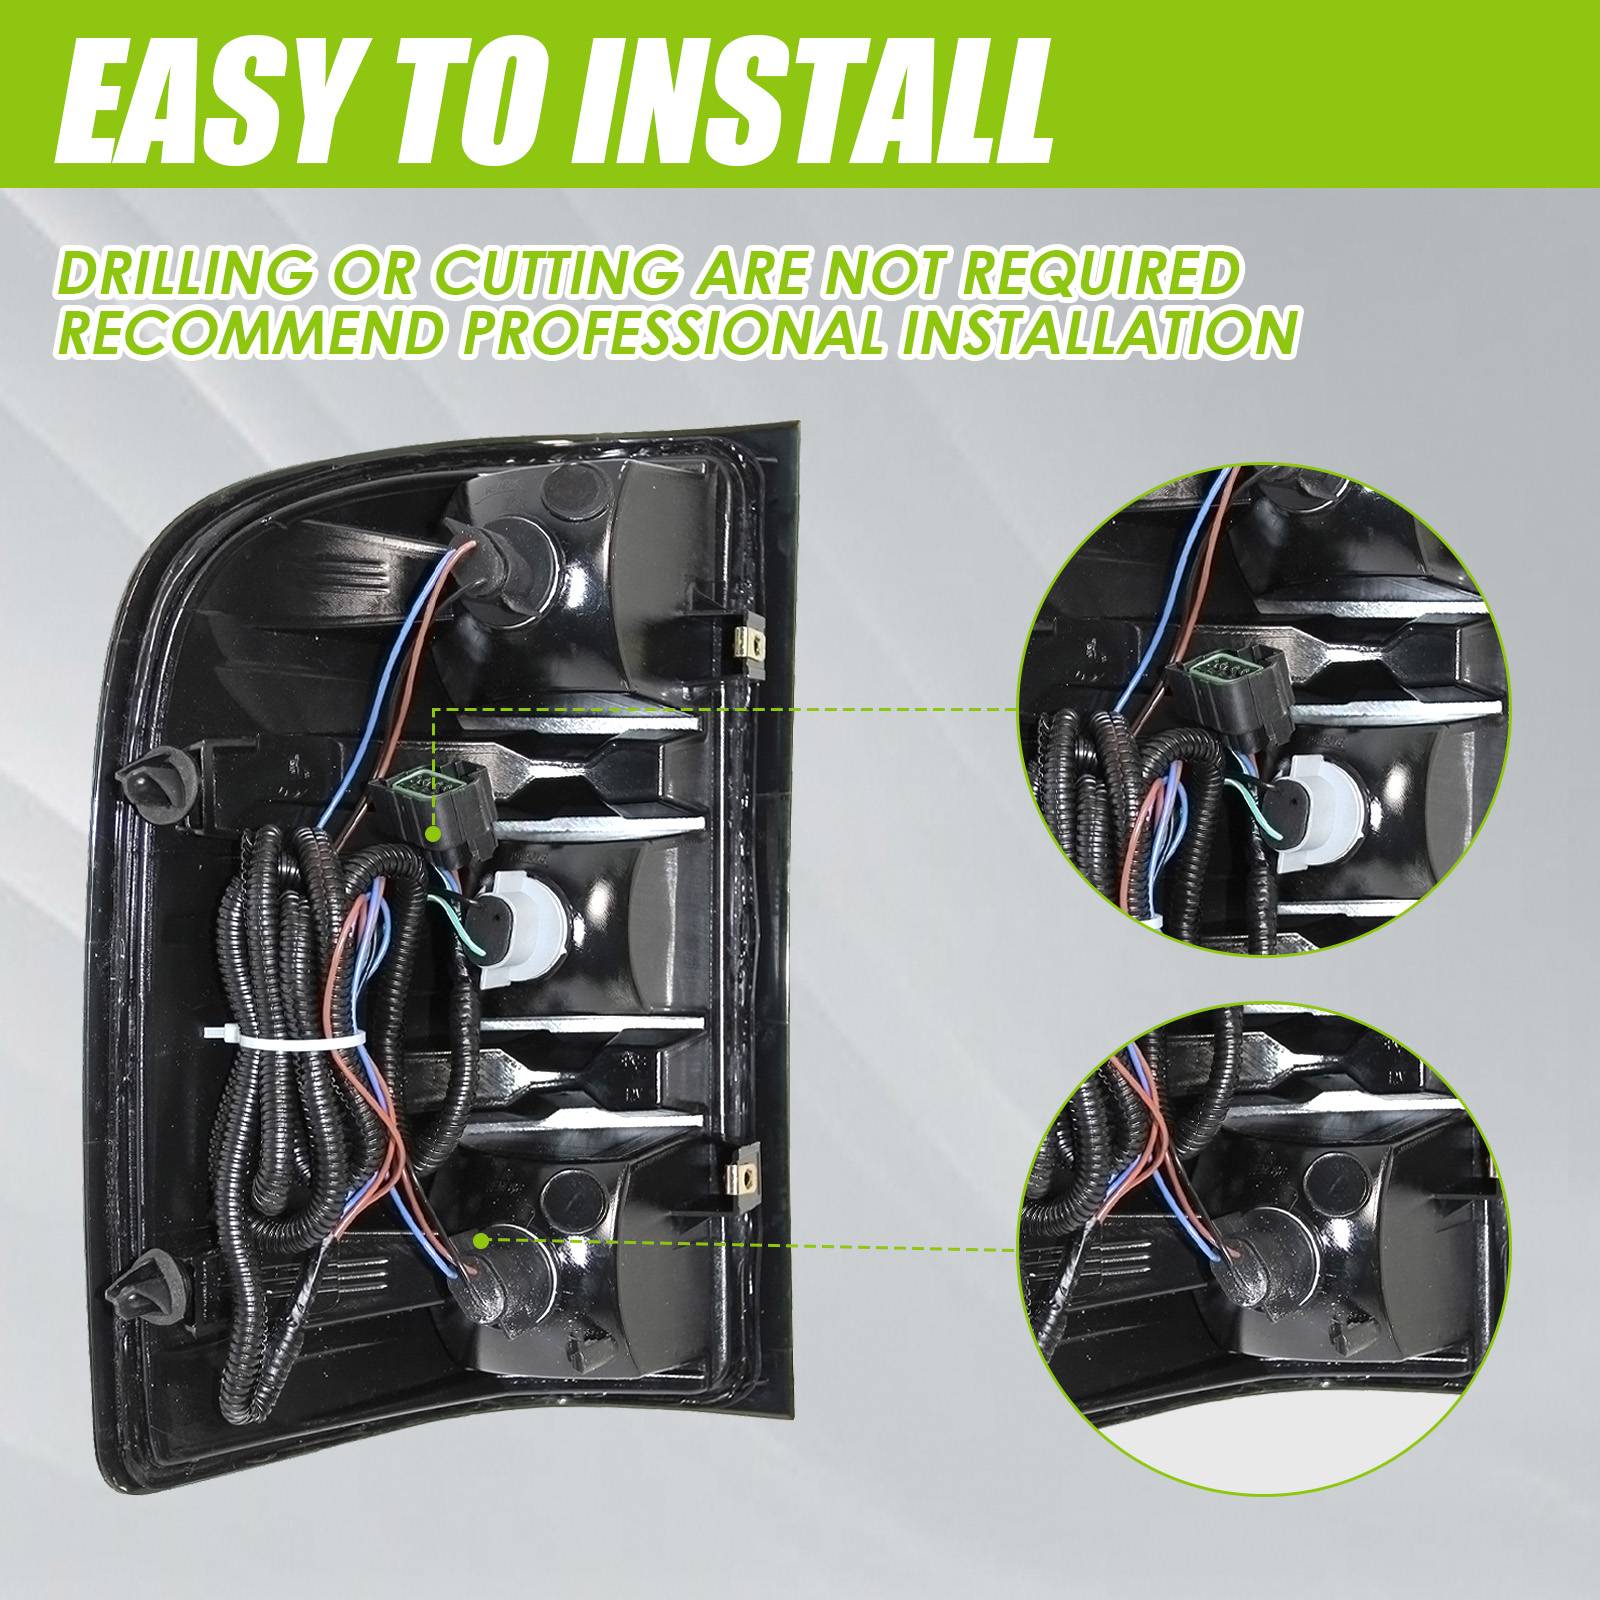 EASY TO INSTALL
DRILLING OR CUTTING ARE NOT REQUIRED
RECOMMEND PROFESSIONAL INSTALLATION